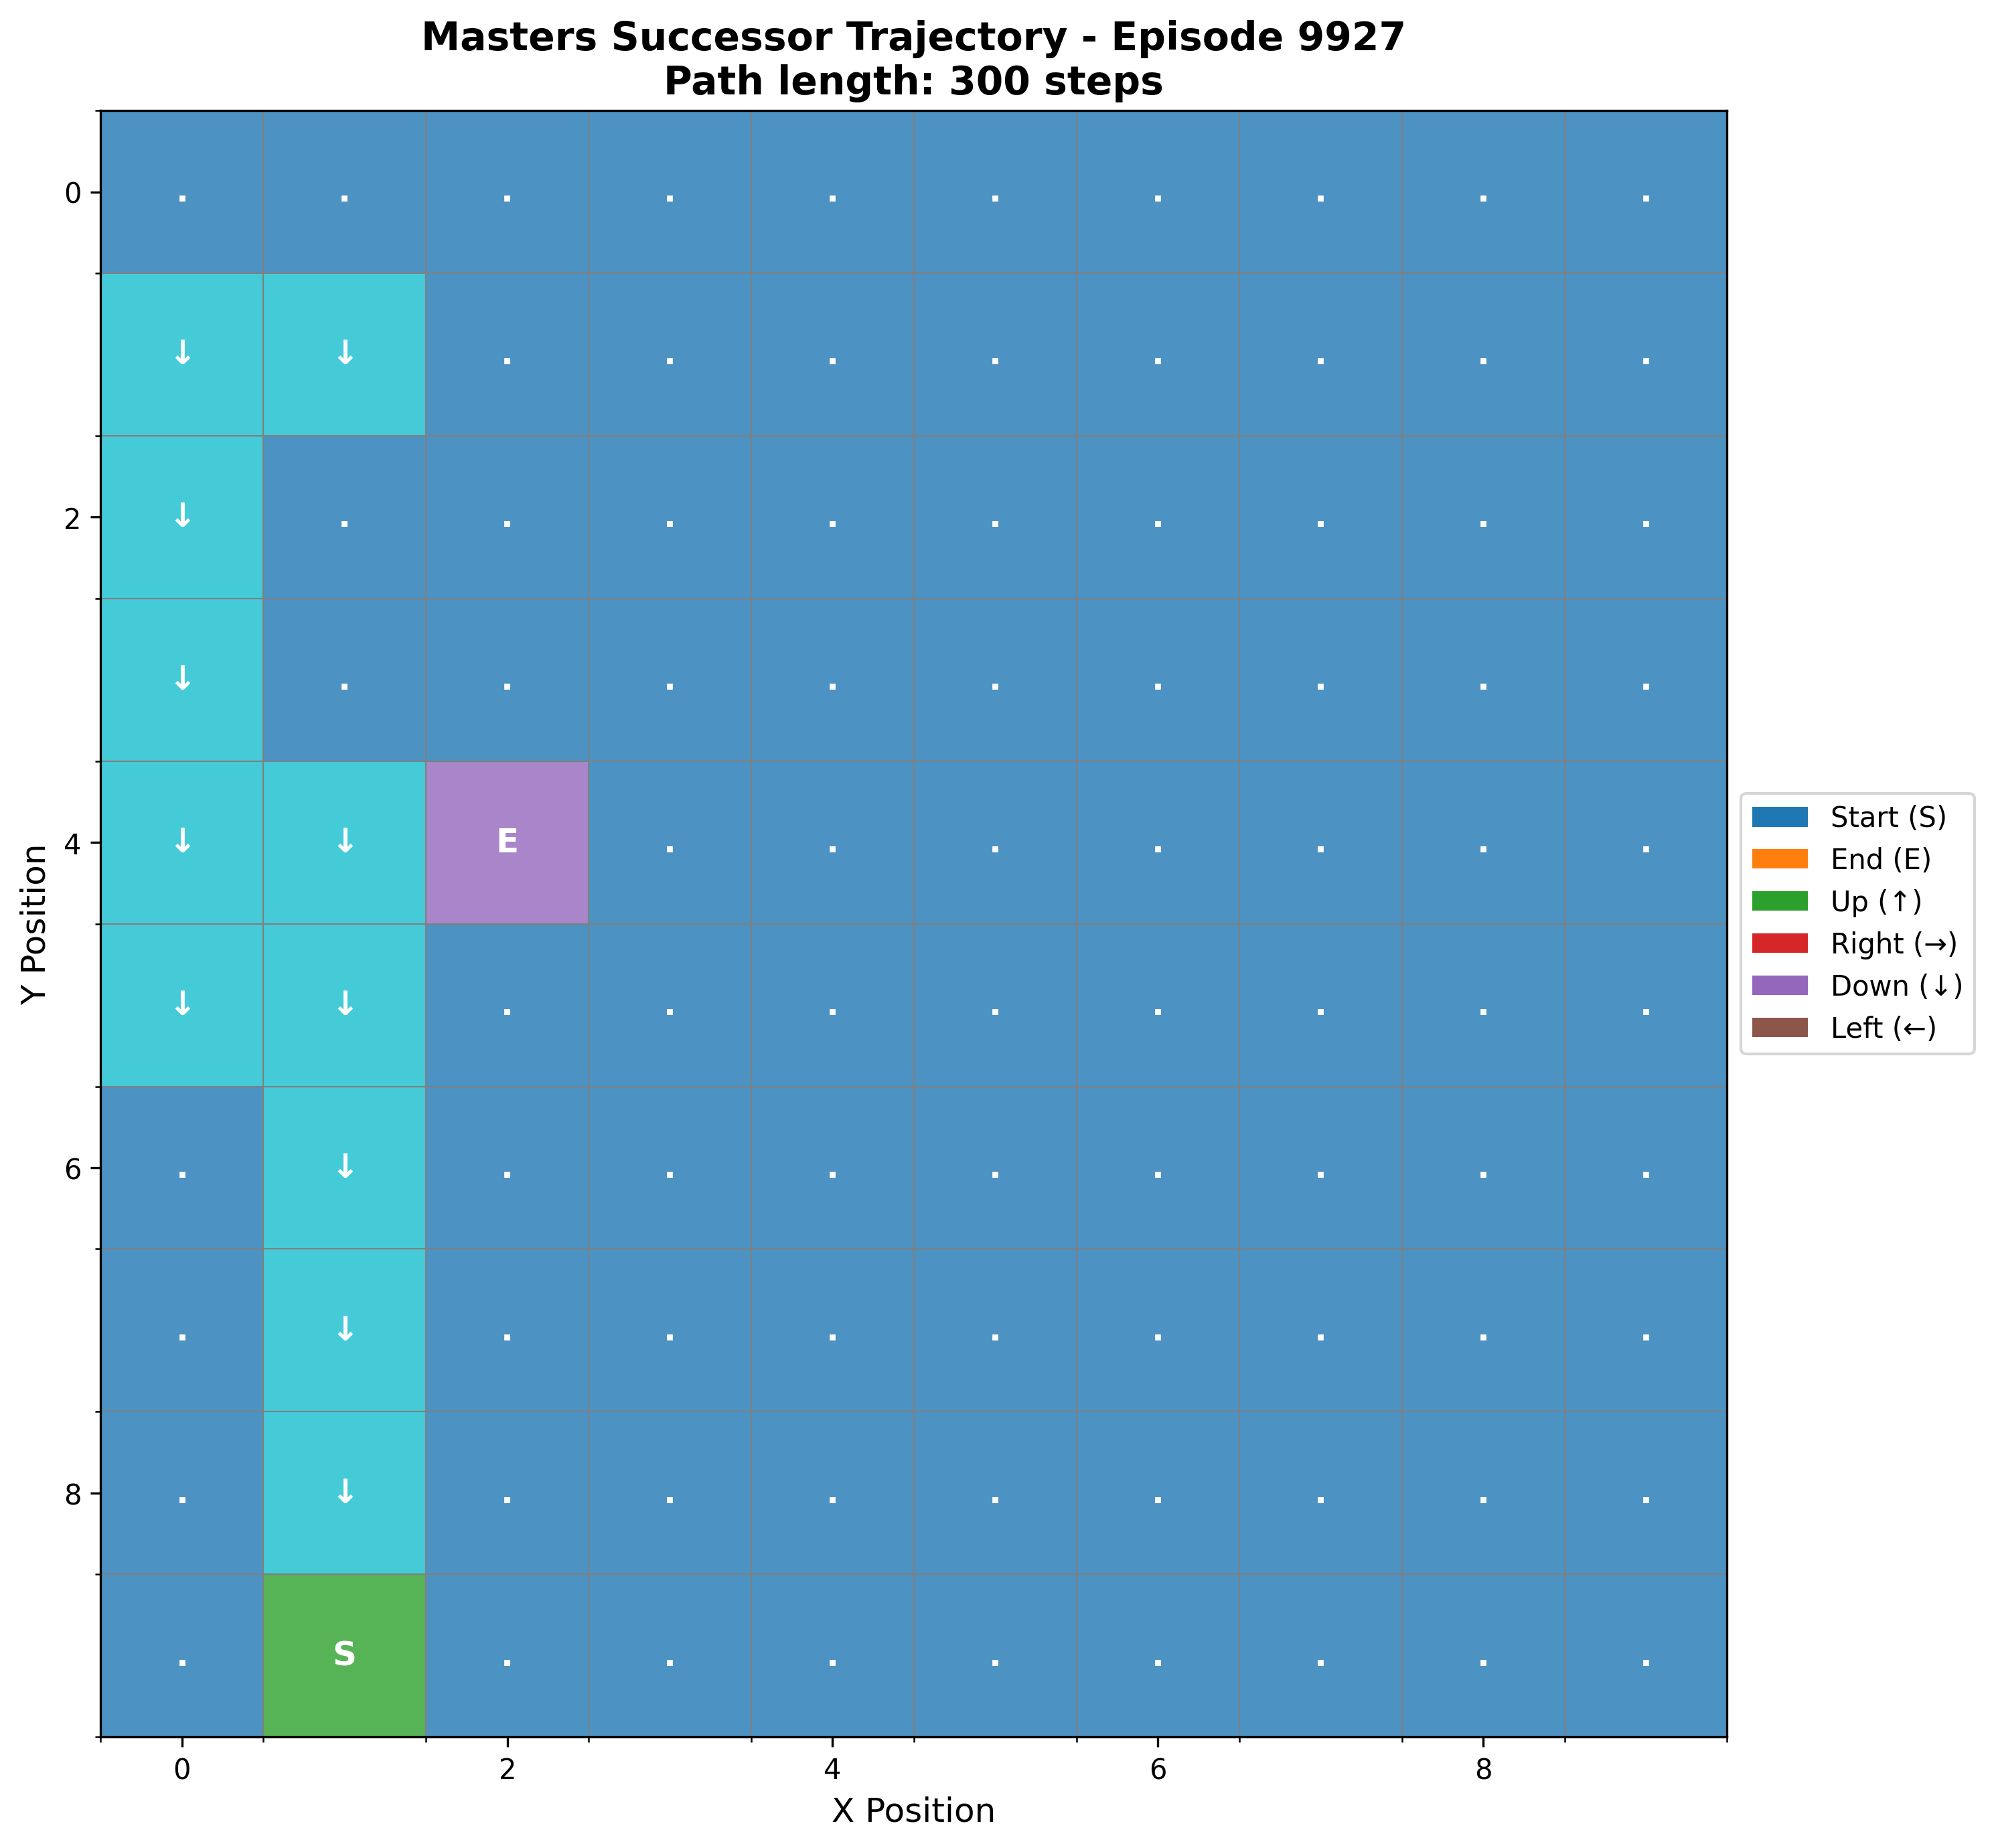 Masters Successor Trajectory - Episode 9927
Path length: 300 steps
0 . . . . . . . . . .
↓ ↓ . . . . . . . .
2 ↓ . . . . . . . . .
↓ . . . . . . . . .
4 ↓ ↓ E . . . . . . .
↓ ↓ . . . . . . . .
6 . ↓ . . . . . . . .
. ↓ . . . . . . . .
8 . ↓ . . . . . . . .
. S . . . . . . . .
0 2 4 6 8
X Position
Y Position
Start (S)
End (E)
Up (↑)
Right (→)
Down (↓)
Left (←)